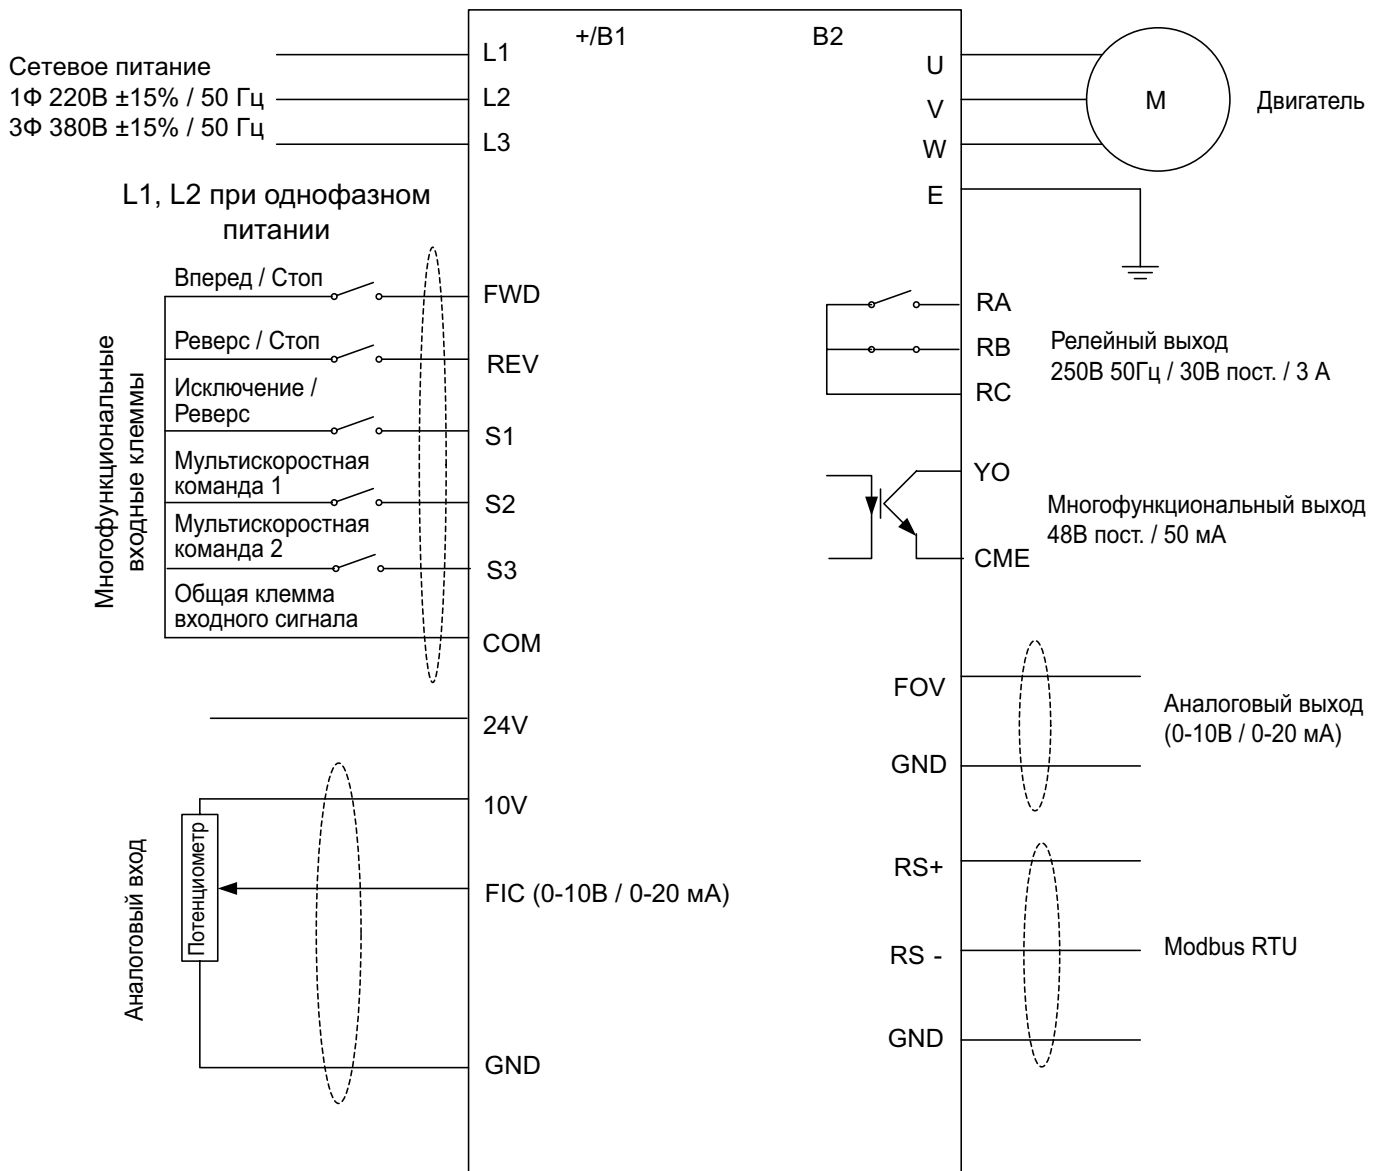 +/B1
B2
Сетевое питание
1Ф 220В ±15% / 50 Гц
3Ф 380В ±15% / 50 Гц
L1
L2
L3
L1, L2 при однофазном
питании
U
V
W
E
M
Двигатель
Многофункциональные
входные клеммы
Вперед / Стоп
FWD
Реверс / Стоп
REV
Исключение /
Реверс
S1
Мультискоростная
команда 1
S2
Мультискоростная
команда 2
S3
Общая клемма
входного сигнала
COM
24V
10V
Аналоговый вход
Потенциометр
FIC (0-10В / 0-20 мА)
GND
RA
RB
RC
Релейный выход
250В 50Гц / 30В пост. / 3 А
YO
CME
Многофункциональный выход
48В пост. / 50 мА
FOV
GND
Аналоговый выход
(0-10В / 0-20 мА)
RS+
RS -
GND
Modbus RTU